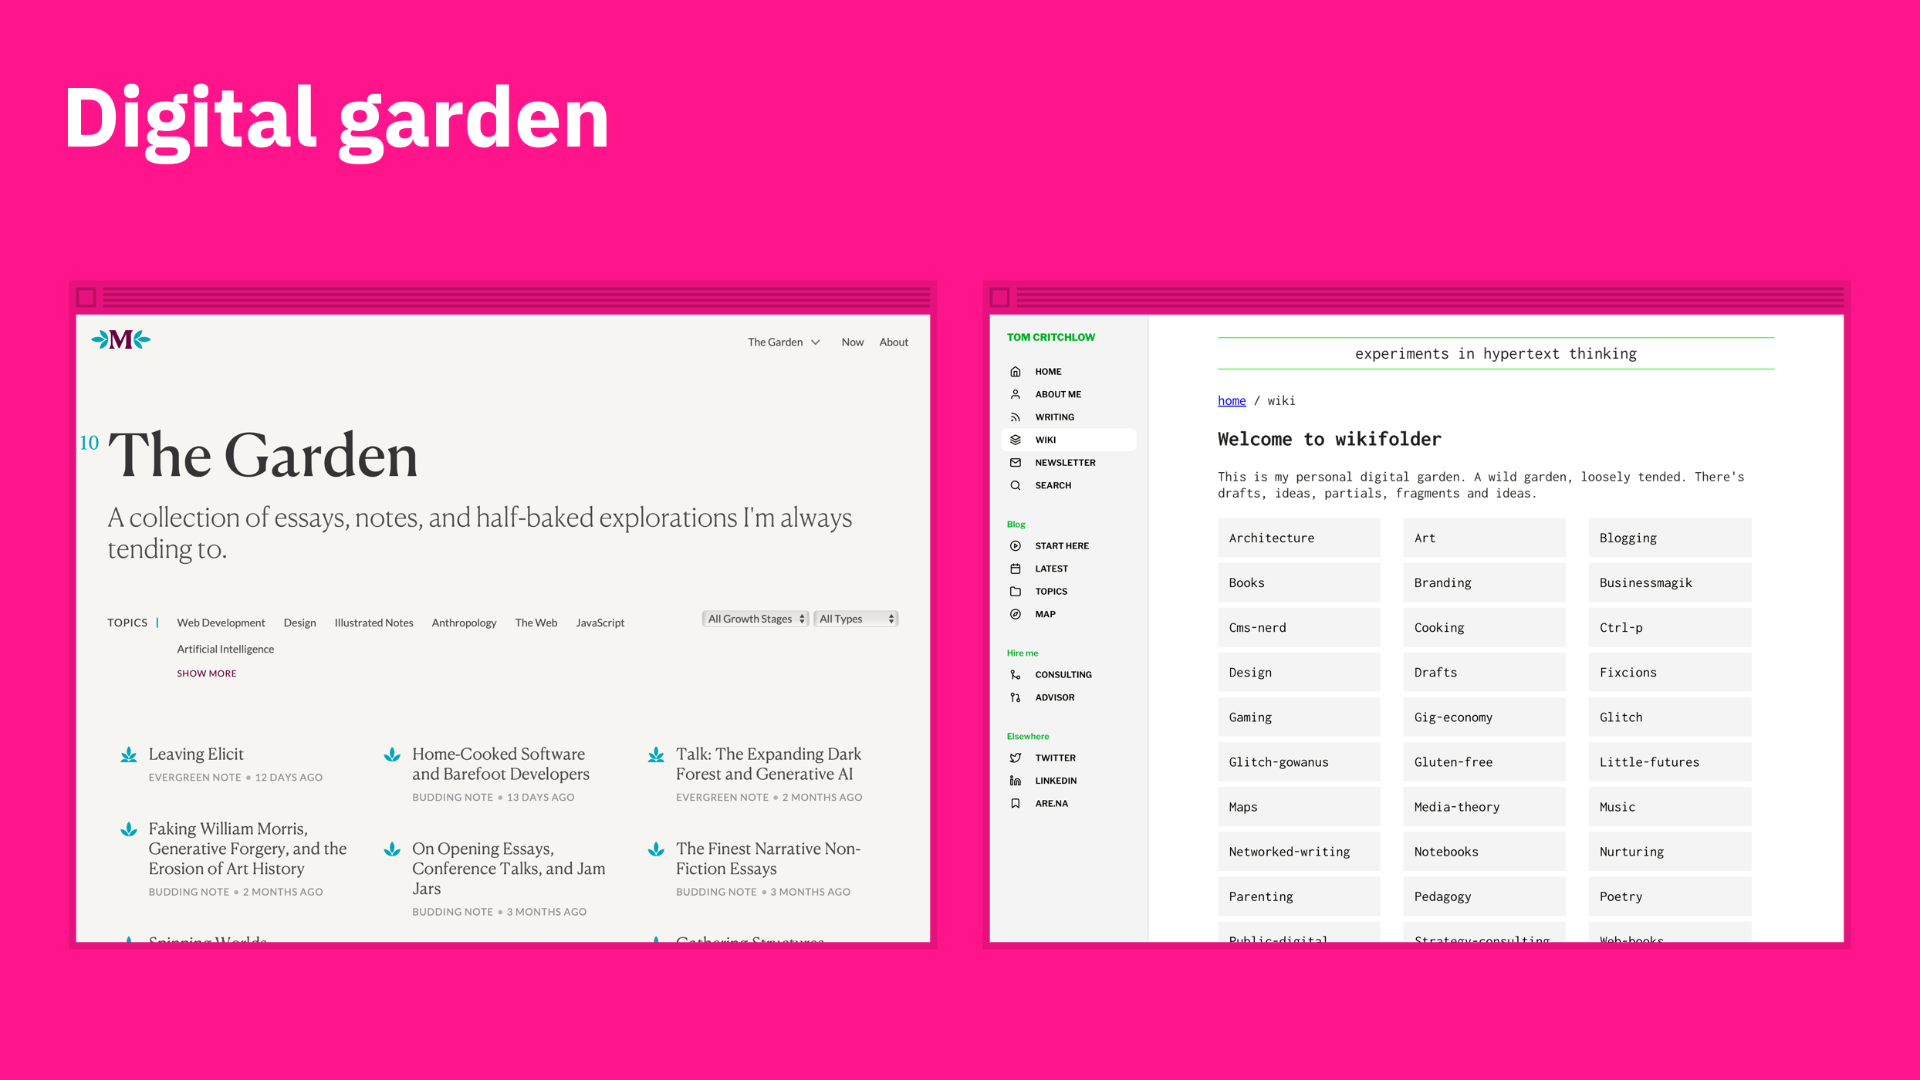 Digital garden
M
The Garden
Now
About
10
The Garden
A collection of essays, notes, and half-baked explorations I'm always
tending to.
TOPICS
Web Development
Design
Illustrated Notes
Anthropology
The Web
JavaScript
Artificial Intelligence
SHOW MORE
All Growth Stages
All Types
Leaving Elicit
EVERGREEN NOTE • 12 DAYS AGO
Home-Cooked Software
and Barefoot Developers
BUDDING NOTE • 13 DAYS AGO
Talk: The Expanding Dark
Forest and Generative AI
EVERGREEN NOTE • 2 MONTHS AGO
Faking William Morris,
Generative Forgery, and the
Erosion of Art History
BUDDING NOTE • 2 MONTHS AGO
On Opening Essays,
Conference Talks, and Jam
Jars
BUDDING NOTE • 3 MONTHS AGO
The Finest Narrative Non-
Fiction Essays
BUDDING NOTE • 3 MONTHS AGO
Spinning Worlds
Gathering Structures
TOM CRITCHLOW
HOME
ABOUT ME
WRITING
WIKI
NEWSLETTER
SEARCH
Blog
START HERE
LATEST
TOPICS
MAP
Hire me
CONSULTING
ADVISOR
Elsewhere
TWITTER
LINKEDIN
ARE.NA
experiments in hypertext thinking
home / wiki
Welcome to wikifolder
This is my personal digital garden. A wild garden, loosely tended. There's
drafts, ideas, partials, fragments and ideas.
Architecture
Art
Blogging
Books
Branding
Businessmagik
Cms-nerd
Cooking
Ctrl-p
Design
Drafts
Fixcions
Gaming
Gig-economy
Glitch
Glitch-gowanus
Gluten-free
Little-futures
Maps
Media-theory
Music
Networked-writing
Notebooks
Nurturing
Parenting
Pedagogy
Poetry
Public-digital
Strategy-consulting
Web-books